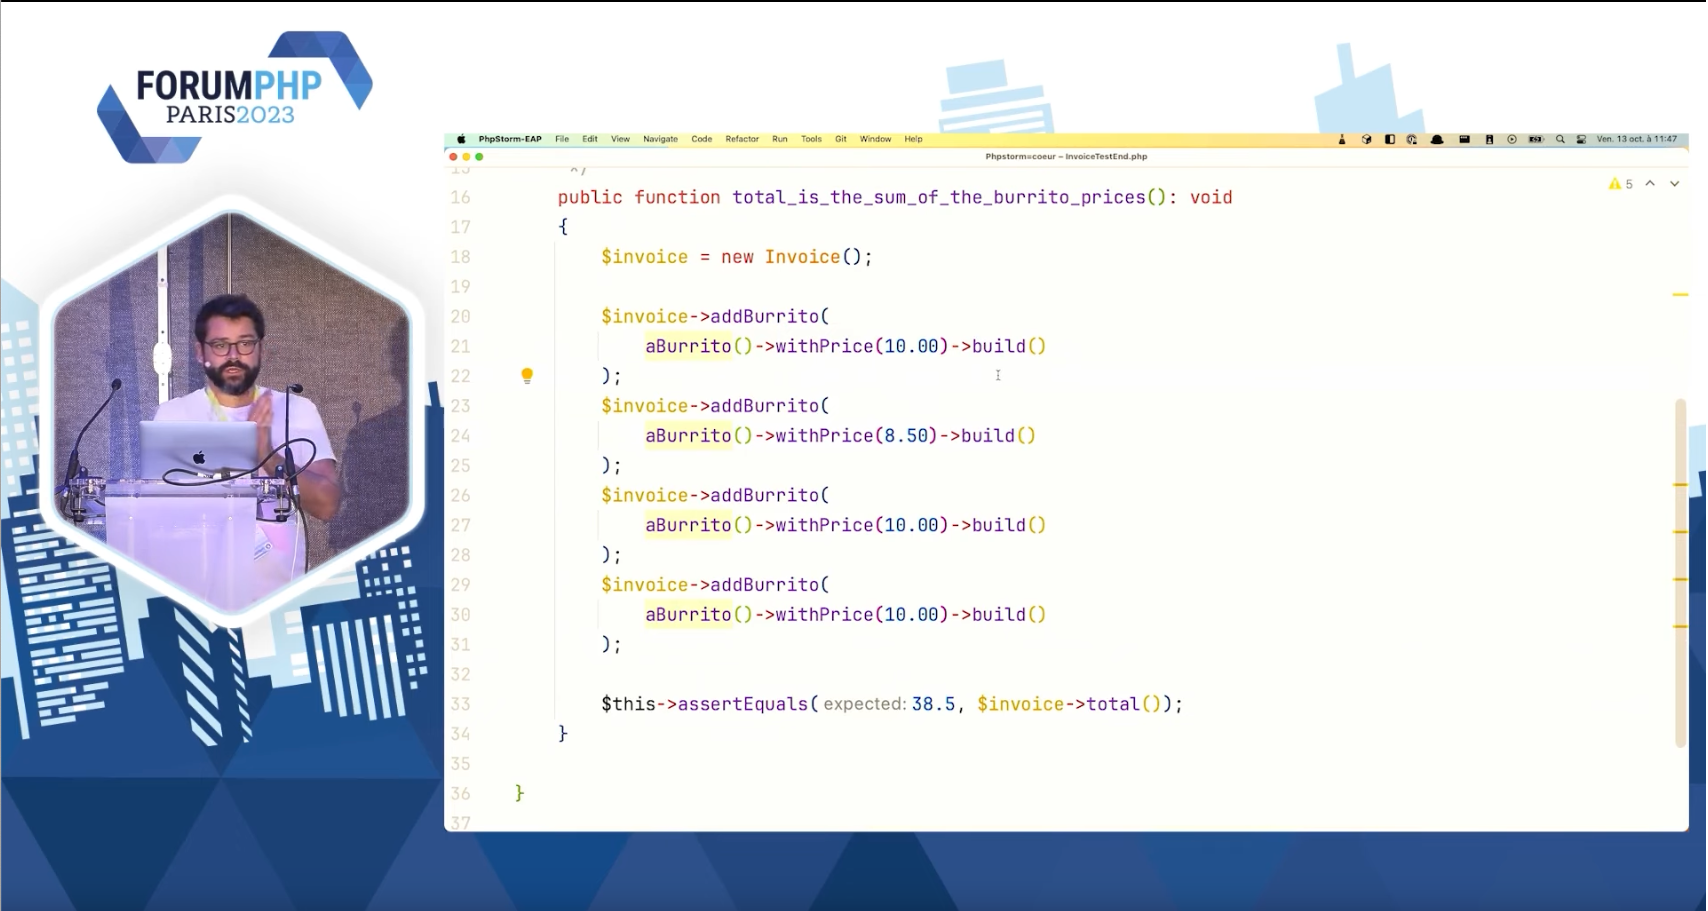 FORUMPHP
PARIS2023
PhpStorm-EAP File Edit View Navigate Code Refactor Run Tools Git Window Help Ven. 13 oct. à 11:47
Phpstorm=coeur – InvoiceTestEnd.php
15 */
16 public function total_is_the_sum_of_the_burrito_prices(): void
5
17 {
18 $invoice = new Invoice();
19
20 $invoice->addBurrito(
21 aBurrito()->withPrice(10.00)->build()
22 );
23 $invoice->addBurrito(
24 aBurrito()->withPrice(8.50)->build()
25 );
26 $invoice->addBurrito(
27 aBurrito()->withPrice(10.00)->build()
28 );
29 $invoice->addBurrito(
30 aBurrito()->withPrice(10.00)->build()
31 );
32
33 $this->assertEquals( expected: 38.5, $invoice->total());
34 }
35
36 }
37